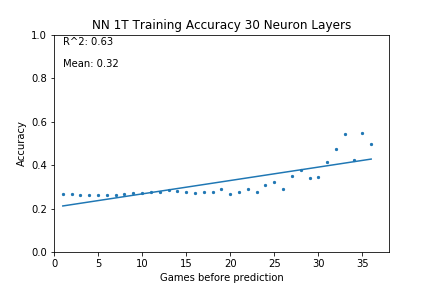 NN 1T Training Accuracy 30 Neuron Layers
R^2: 0.63
Mean: 0.32
1.0
0.8
0.6
0.4
0.2
0.0
Accuracy
0 5 10 15 20 25 30 35
Games before prediction